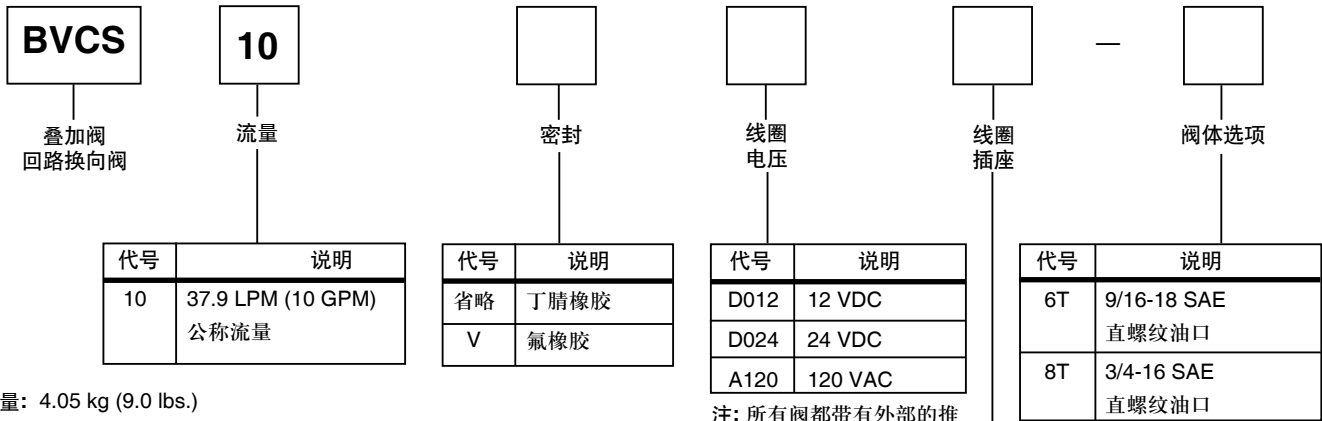 BVCS
10
—
叠加阀
回路换向阀
流量
密封
线圈
电压
线圈
插座
阀体选项
代号 说明
10 37.9 LPM (10 GPM)
公称流量
代号 说明
省略 丁腈橡胶
V 氟橡胶
代号 说明
D012 12 VDC
D024 24 VDC
A120 120 VAC
注: 所有阀都带有外部的推
代号 说明
6T 9/16-18 SAE
直螺纹油口
8T 3/4-16 SAE
直螺纹油口
量: 4.05 kg (9.0 lbs.)